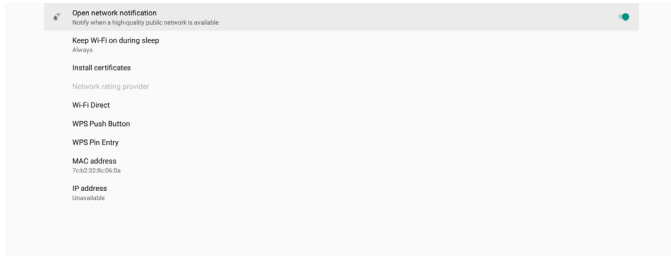 Open network notification
Notify when a high-quality public network is available
Keep Wi-Fi on during sleep
Always
Install certificates
Network rating provider
Wi-Fi Direct
WPS Push Button
WPS Pin Entry
MAC address
7c:b2:32:8c:06:0a
IP address
Unavailable